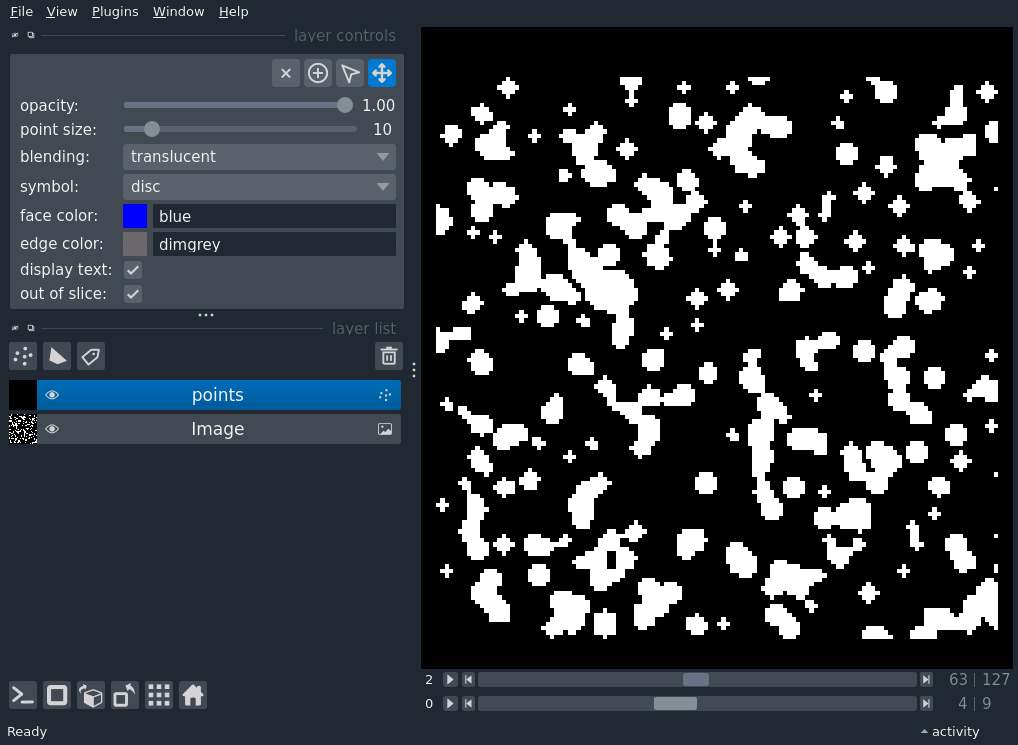 File View Plugins Window Help
layer controls
opacity: 1.00
point size: 10
blending: translucent
symbol: disc
face color: blue
edge color: dimgrey
display text:
out of slice:
layer list
points
Image
2 63 | 127
0 4 | 9
Ready activity